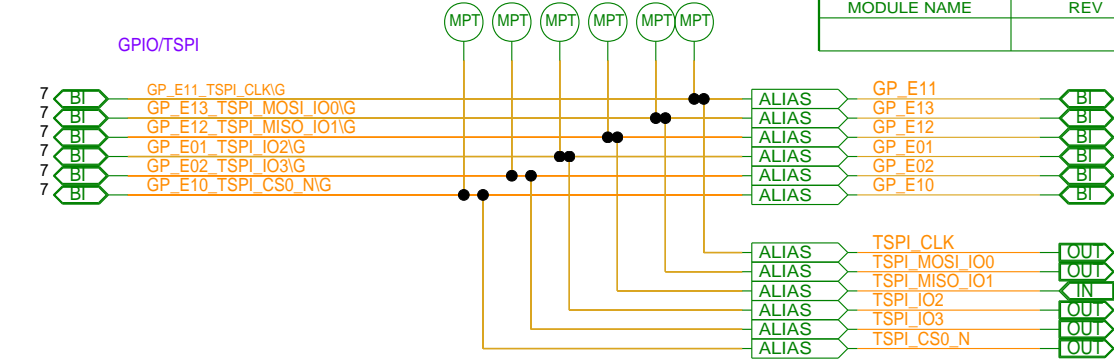 MODULE NAME REV
MPT MPT MPT MPT MPT MPT
GPIO/TSPI
7 BI GP_E11_TSPI_CLK\G ALIAS GP_E11 BI
7 BI GP_E13_TSPI_MOSI_IO0\G ALIAS GP_E13 BI
7 BI GP_E12_TSPI_MISO_IO1\G ALIAS GP_E12 BI
7 BI GP_E01_TSPI_IO2\G ALIAS GP_E01 BI
7 BI GP_E02_TSPI_IO3\G ALIAS GP_E02 BI
7 BI GP_E10_TSPI_CS0_N\G ALIAS GP_E10 BI
ALIAS TSPI_CLK OUT
ALIAS TSPI_MOSI_IO0 OUT
ALIAS TSPI_MISO_IO1 IN
ALIAS TSPI_IO2 OUT
ALIAS TSPI_IO3 OUT
ALIAS TSPI_CS0_N OUT